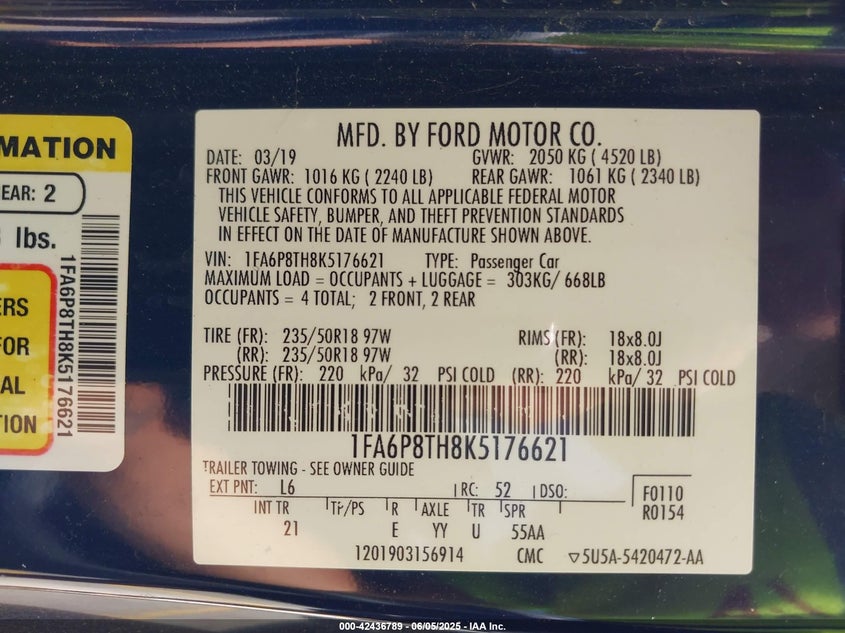 MATION
EAR: 2
lbs.
ERS
FOR
AL
TION
1FA6P8TH8K5176621
MFD. BY FORD MOTOR CO.
DATE: 03/19 GVWR: 2050 KG ( 4520 LB)
FRONT GAWR: 1016 KG ( 2240 LB) REAR GAWR: 1061 KG ( 2340 LB)
THIS VEHICLE CONFORMS TO ALL APPLICABLE FEDERAL MOTOR
VEHICLE SAFETY, BUMPER, AND THEFT PREVENTION STANDARDS
IN EFFECT ON THE DATE OF MANUFACTURE SHOWN ABOVE.
VIN: 1FA6P8TH8K5176621 TYPE: Passenger Car
MAXIMUM LOAD = OCCUPANTS + LUGGAGE = 303KG/ 668LB
OCCUPANTS = 4 TOTAL; 2 FRONT, 2 REAR
TIRE (FR): 235/50R18 97W RIMS (FR): 18x8.0J
(RR): 235/50R18 97W (RR): 18x8.0J
PRESSURE (FR): 220 kPa/ 32 PSI COLD (RR): 220 kPa/ 32 PSI COLD
1FA6P8TH8K5176621
TRAILER TOWING - SEE OWNER GUIDE
EXT PNT: L6 RC: 52 DSO: F0110
R0154
INT TR TP/PS R AXLE TR SPR
21 E YY U 55AA
1201903156914 CMC ▽5U5A-5420472-AA
000-42436789 - 06/05/2025 - IAA Inc.